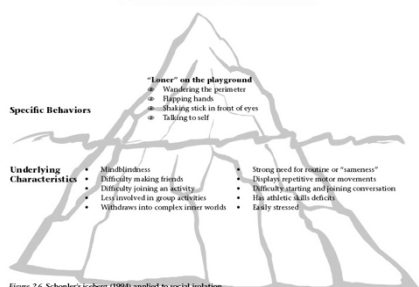 "Loner" on the playground
Wandering the perimeter
Flapping hands
Shaking stick in front of eyes
Talking to self
Specific Behaviors
Underlying
Characteristics
• Mindblindness
• Difficulty making friends
• Difficulty joining an activity
• Less involved in group activities
• Withdraws into complex inner worlds
• Strong need for routine or "sameness"
• Displays repetitive motor movements
• Difficulty starting and joining conversation
• Has athletic skills deficits
• Easily stressed
Figure 2.6. Schopler's iceberg (1994) applied to social isolation